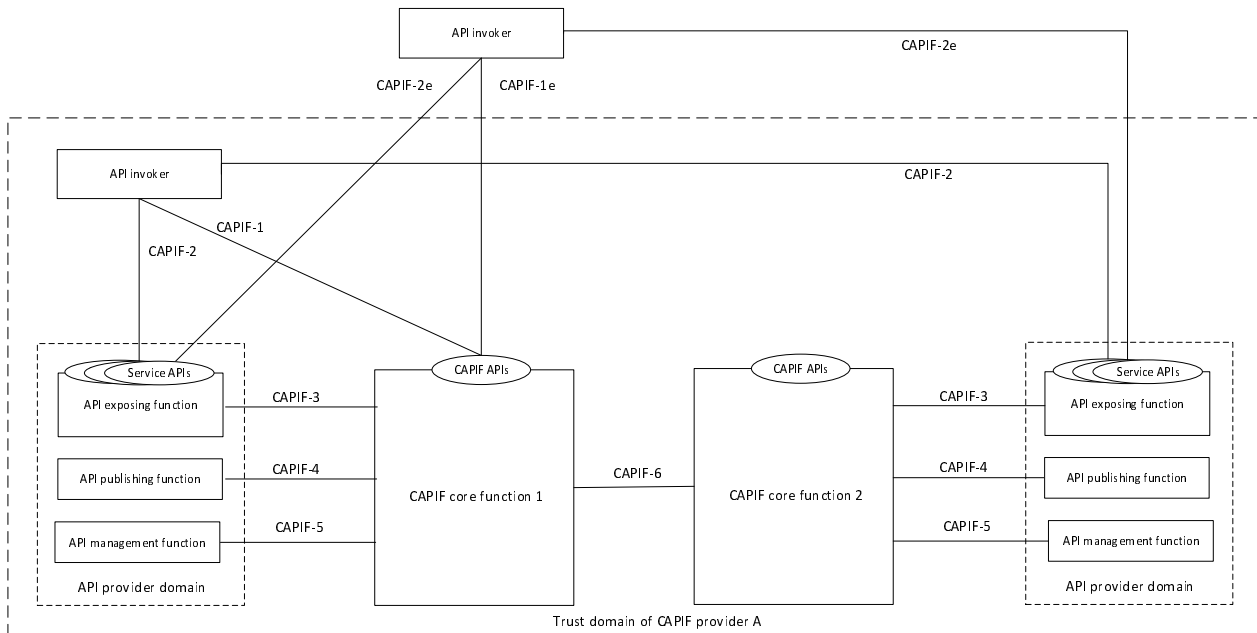 API invoker
CAPIF-2e
CAPIF-2e
CAPIF-1e
API invoker
CAPIF-2
CAPIF-1
CAPIF-2
Service APIs
API exposing function
API publishing function
API management function
API provider domain
CAPIF-3
CAPIF-4
CAPIF-5
CAPIF APIs
CAPIF core function 1
CAPIF-6
CAPIF APIs
CAPIF core function 2
CAPIF-3
CAPIF-4
CAPIF-5
Service APIs
API exposing function
API publishing function
API management function
API provider domain
Trust domain of CAPIF provider A